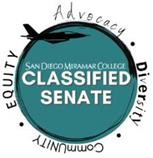 Advocacy
Diversity
Community
EQUITY
SAN DIEGO MIRAMAR COLLEGE
CLASSIFIED
SENATE